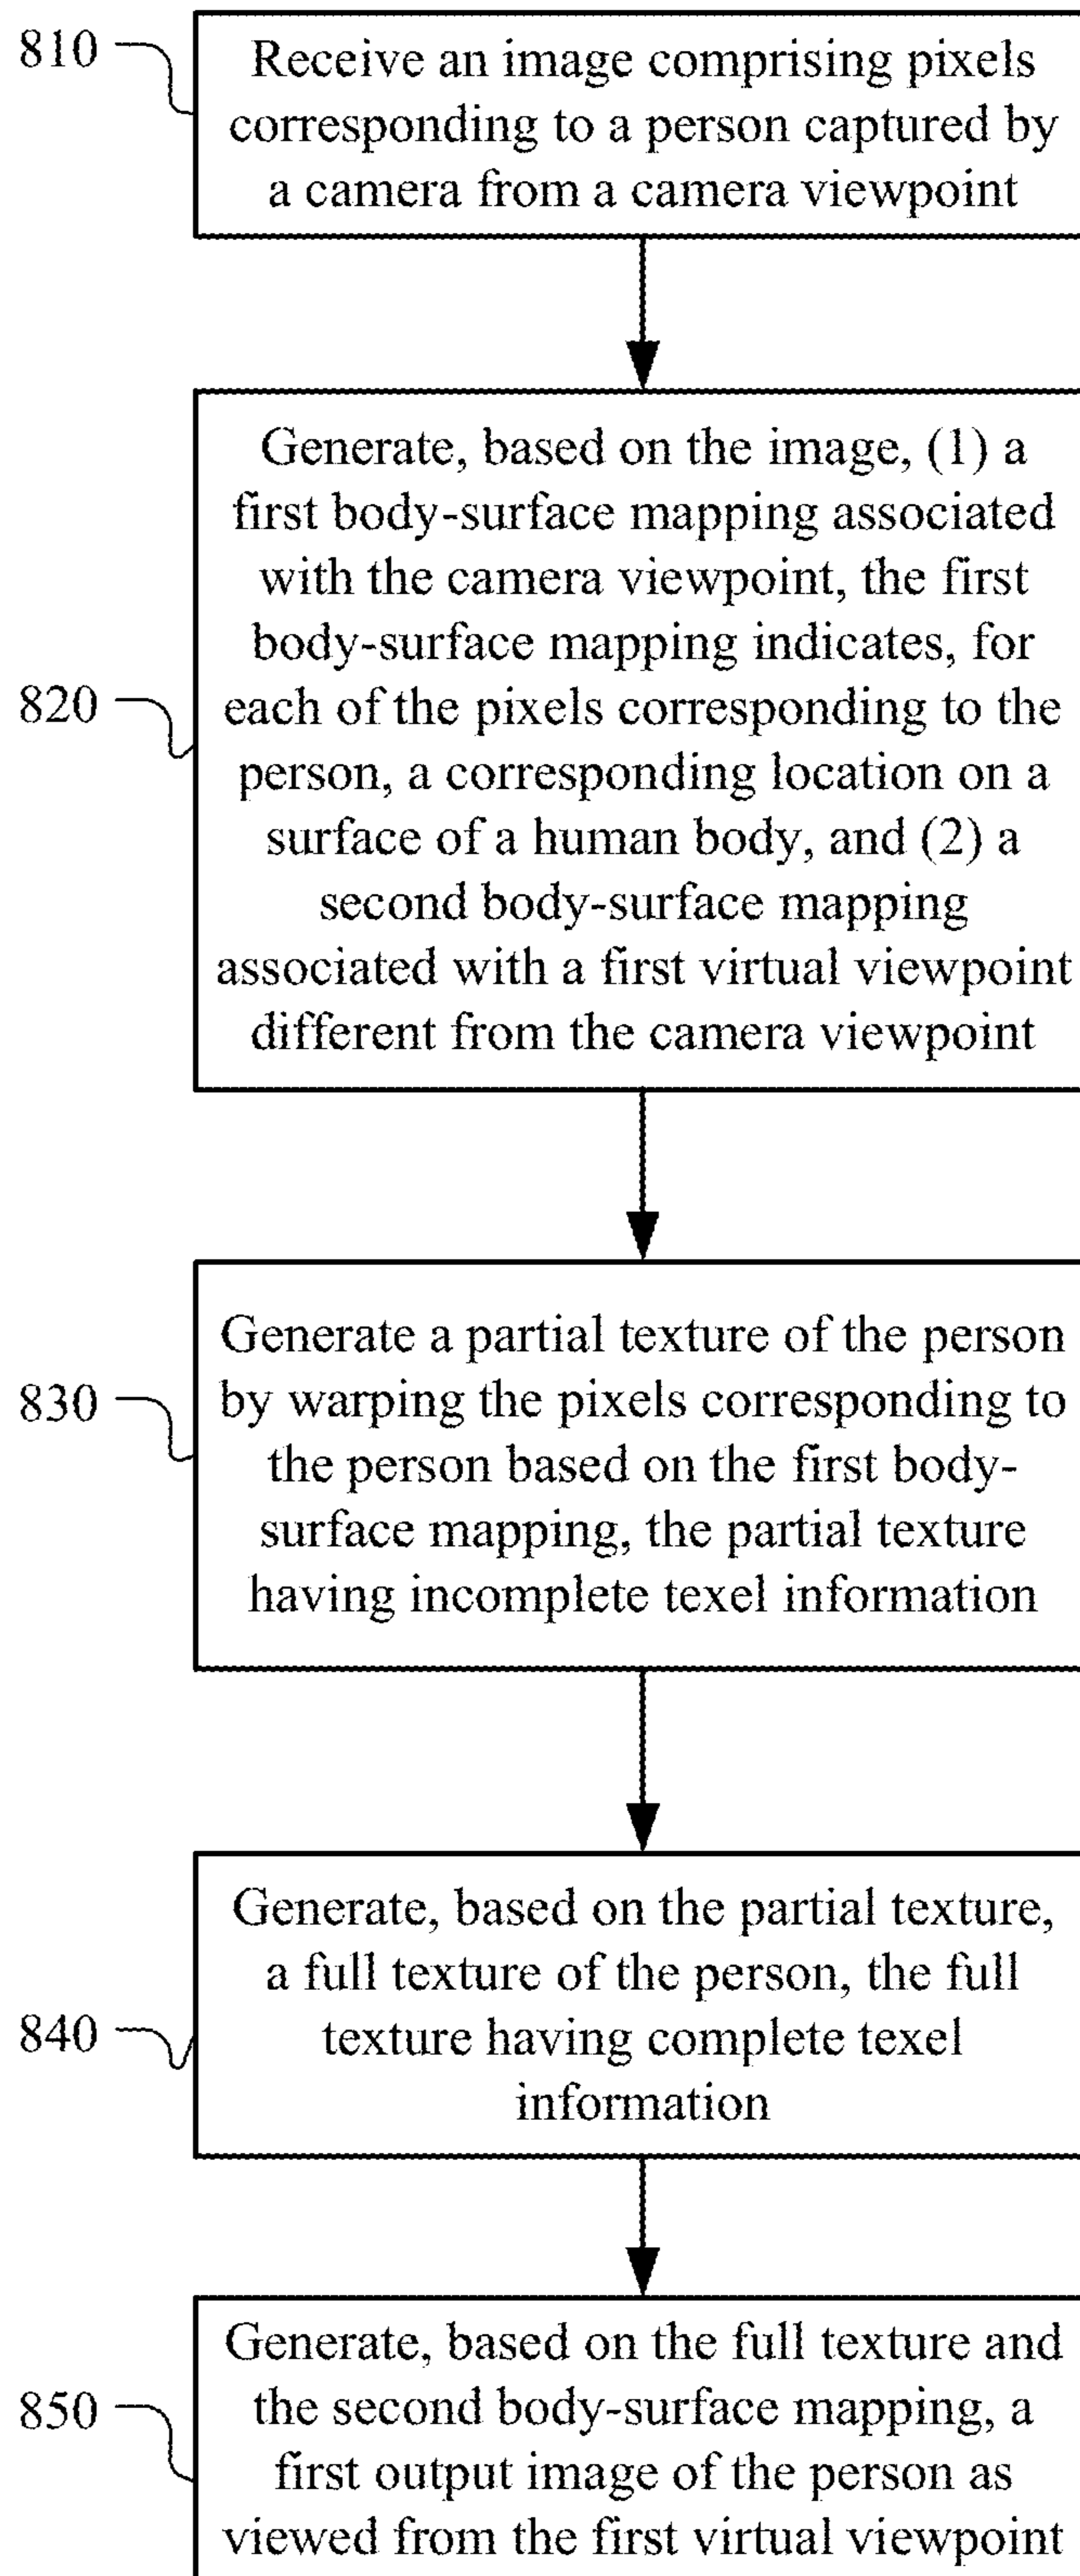 810
Receive an image comprising pixels
corresponding to a person captured by
a camera from a camera viewpoint
820
Generate, based on the image, (1) a
first body-surface mapping associated
with the camera viewpoint, the first
body-surface mapping indicates, for
each of the pixels corresponding to the
person, a corresponding location on a
surface of a human body, and (2) a
second body-surface mapping
associated with a first virtual viewpoint
different from the camera viewpoint
830
Generate a partial texture of the person
by warping the pixels corresponding to
the person based on the first body-
surface mapping, the partial texture
having incomplete texel information
840
Generate, based on the partial texture,
a full texture of the person, the full
texture having complete texel
information
850
Generate, based on the full texture and
the second body-surface mapping, a
first output image of the person as
viewed from the first virtual viewpoint